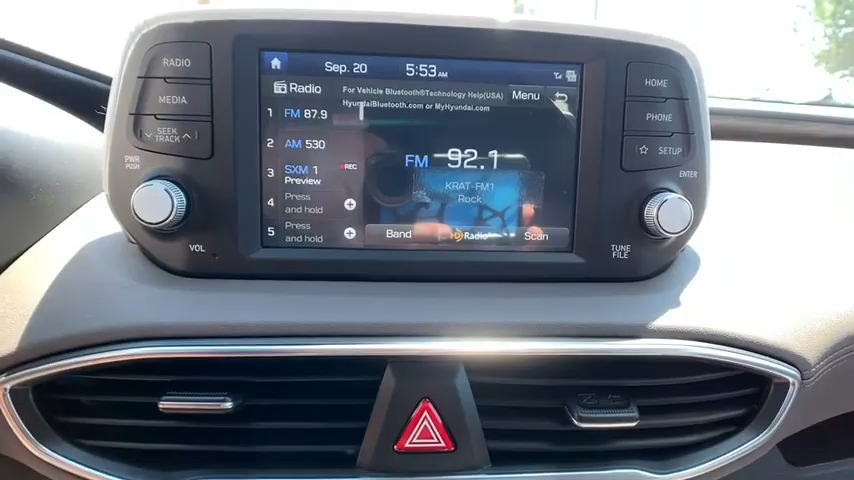 RADIO
MEDIA
SEEK
TRACK
PWR
PUSH
VOL
Sep. 20 5:53 AM
Radio
For Vehicle Bluetooth®Technology Help(USA)
HyundaiBluetooth.com or MyHyundai.com
Menu
1 FM 87.9
2 AM 530
3 SXM 1 REC
Preview
4 Press
and hold
5 Press
and hold
FM 92.1
KRAT-FM1
Rock
Band HD Radio Scan
HOME
PHONE
SETUP
ENTER
TUNE
FILE